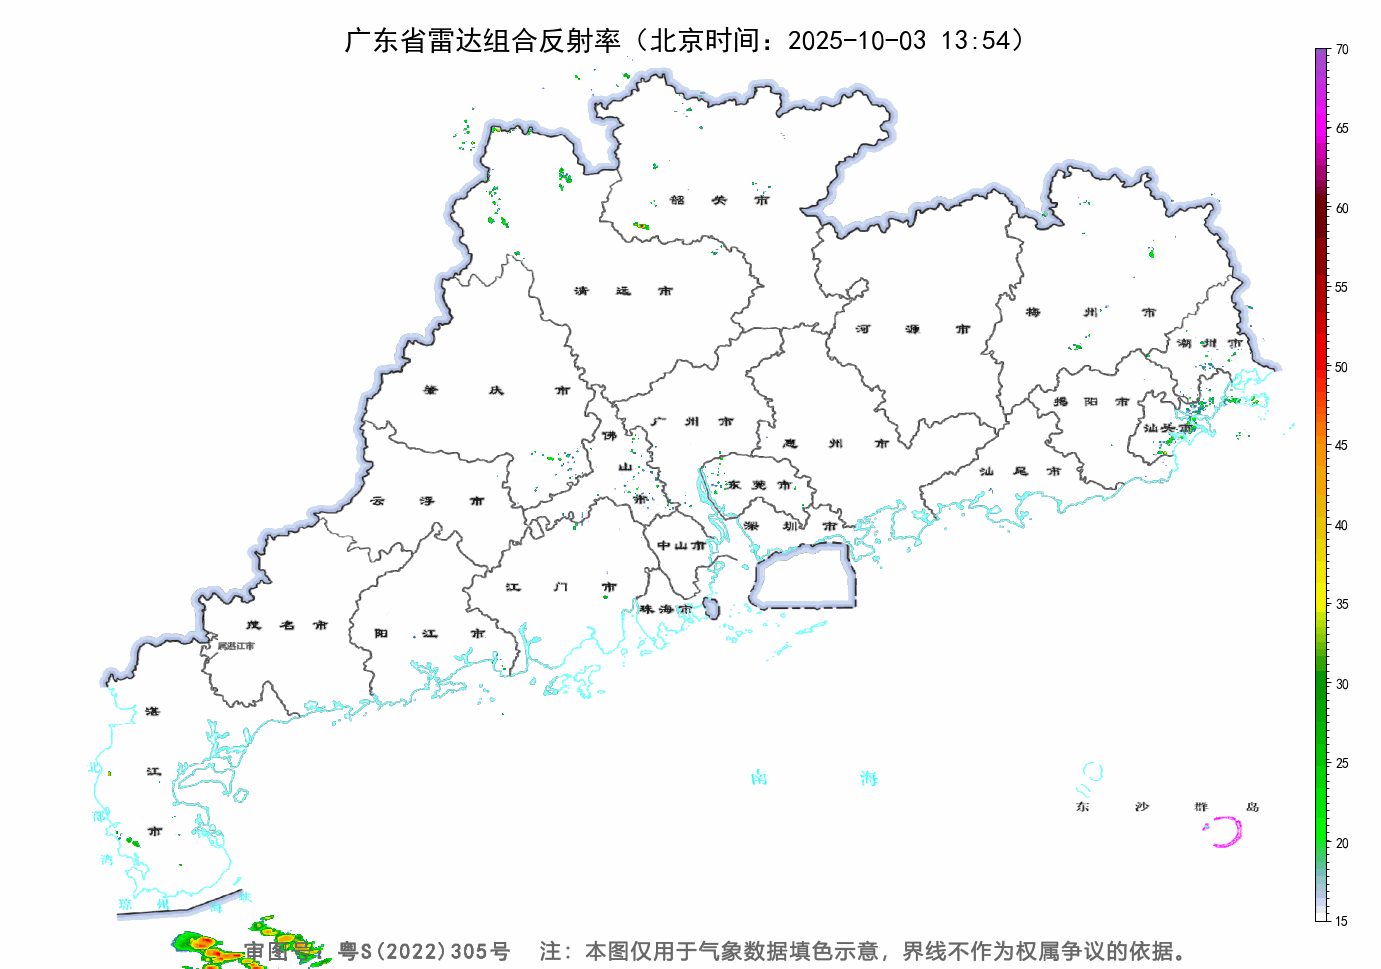 广东省雷达组合反射率（北京时间：2025-10-03 13:54）
70
65
60
55
50
45
40
35
30
25
20
15
韶关市
清远市
河源市
梅州市
潮州市
肇庆市
广州市
揭阳市
佛山市
惠州市
汕头市
云浮市
东莞市
汕尾市
深圳市
中山市
江门市
珠海市
茂名市
阳江市
属湛江市
湛江市
北部湾
南海
东沙群岛
琼州海峡
审图号：粤S(2022)305号 注：本图仅用于气象数据填色示意，界线不作为权属争议的依据。